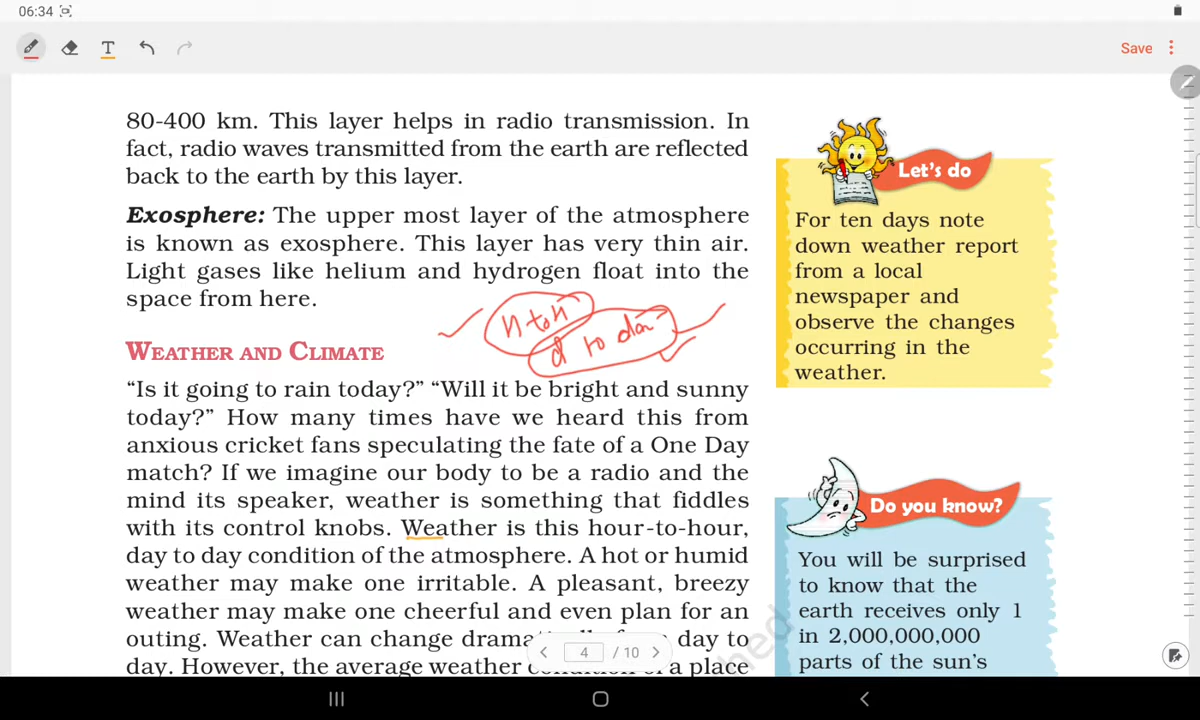 06:34
T
Save
80-400 km. This layer helps in radio transmission. In
fact, radio waves transmitted from the earth are reflected
back to the earth by this layer.
Exosphere: The upper most layer of the atmosphere
is known as exosphere. This layer has very thin air.
Light gases like helium and hydrogen float into the
space from here.
d to day
WEATHER AND CLIMATE
“Is it going to rain today?” “Will it be bright and sunny
today?” How many times have we heard this from
anxious cricket fans speculating the fate of a One Day
match? If we imagine our body to be a radio and the
mind its speaker, weather is something that fiddles
with its control knobs. Weather is this hour-to-hour,
day to day condition of the atmosphere. A hot or humid
weather may make one irritable. A pleasant, breezy
weather may make one cheerful and even plan for an
outing. Weather can change day to
day. However, the average weather a place
Let's do
For ten days note
down weather report
from a local
newspaper and
observe the changes
occurring in the
weather.
Do you know?
You will be surprised
to know that the
earth receives only 1
in 2,000,000,000
parts of the sun's
4 / 10